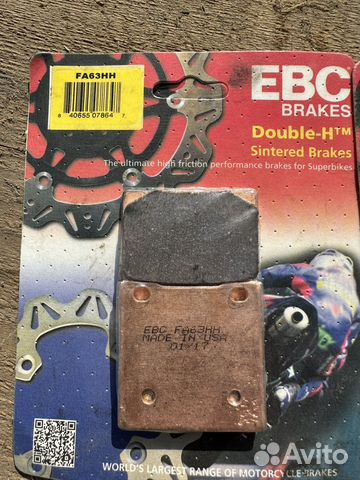 FA63HH
8 40655 07864 7
EBC
BRAKES
Double-H™
Sintered Brakes
The ultimate high friction performance brakes for Superbikes
EBC FA63HH
MADE IN USA
01 17
WORLD'S LARGEST RANGE OF MOTORCYCLE BRAKES
Avito